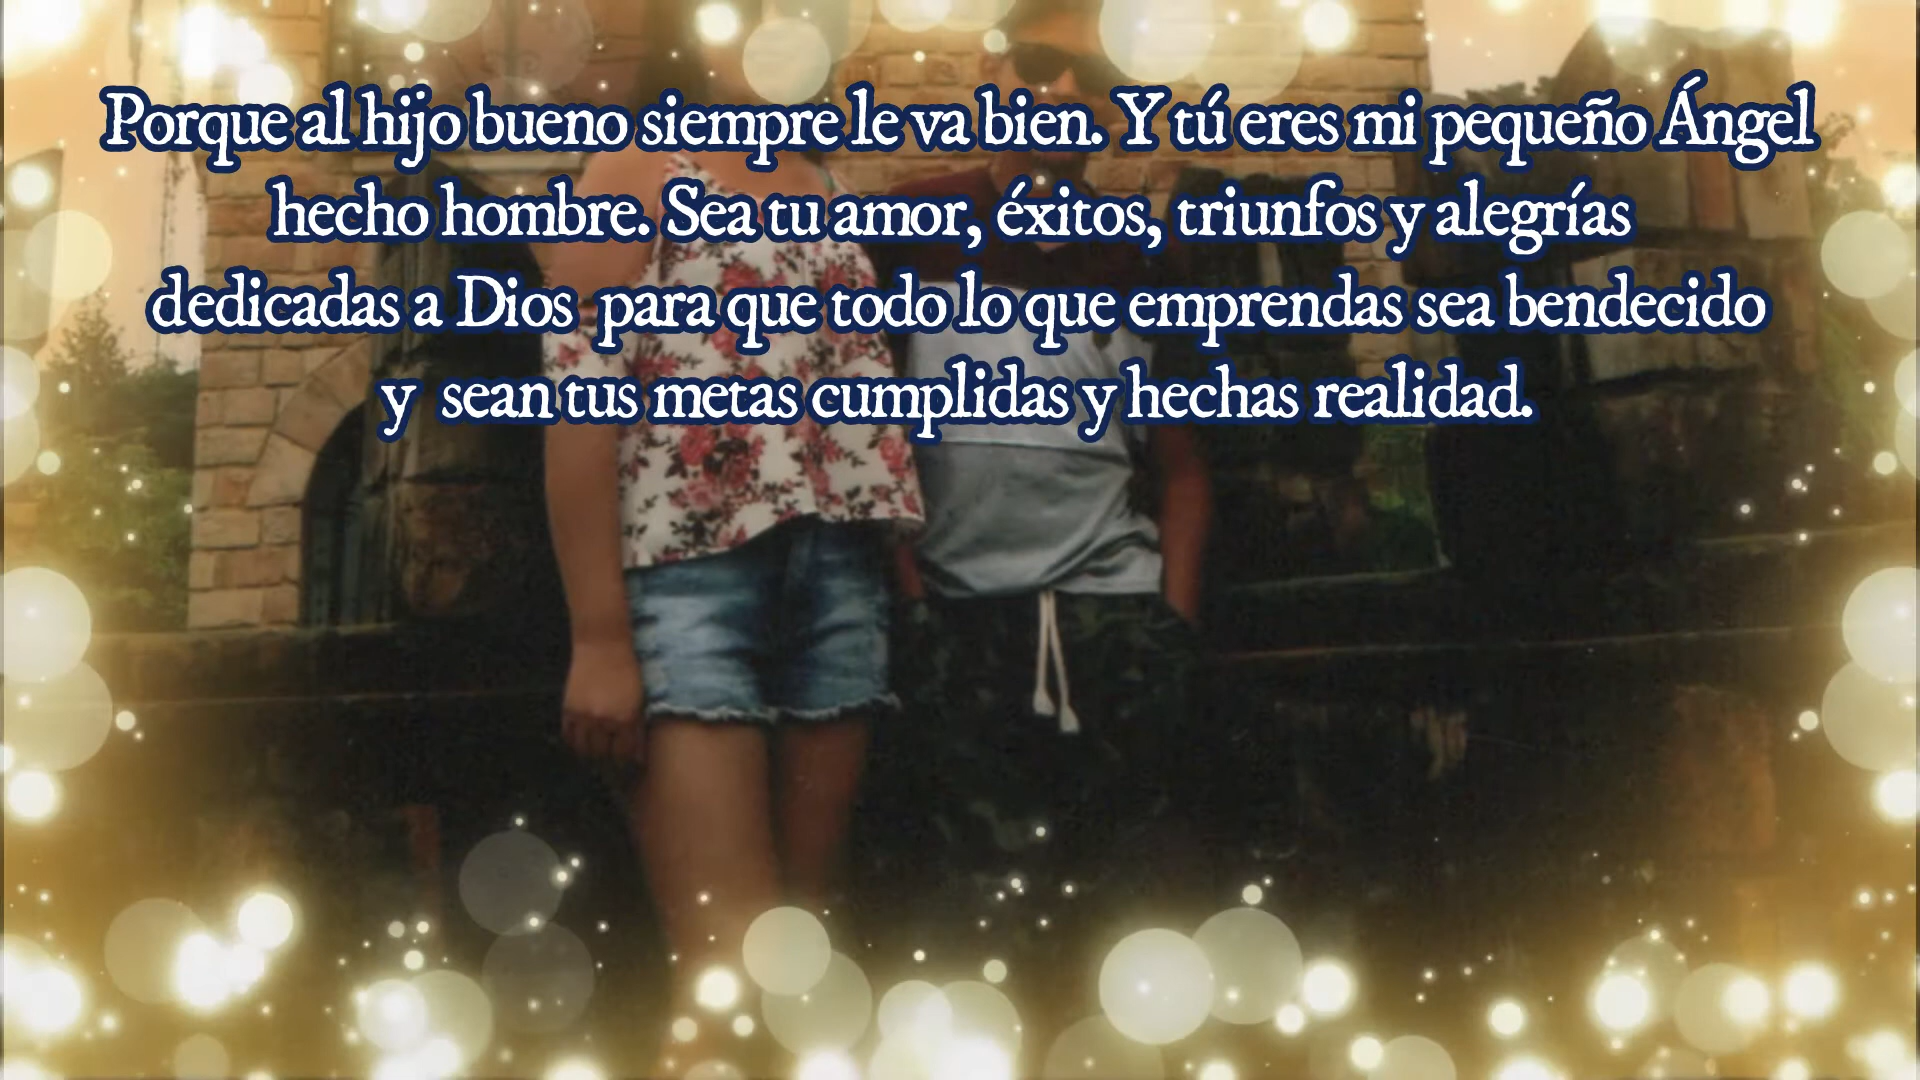 Porque al hijo bueno siempre le va bien. Y tú eres mi pequeño Ángel
hecho hombre. Sea tu amor, éxitos, triunfos y alegrías
dedicadas a Dios  para que todo lo que emprendas sea bendecido
y  sean tus metas cumplidas y hechas realidad.